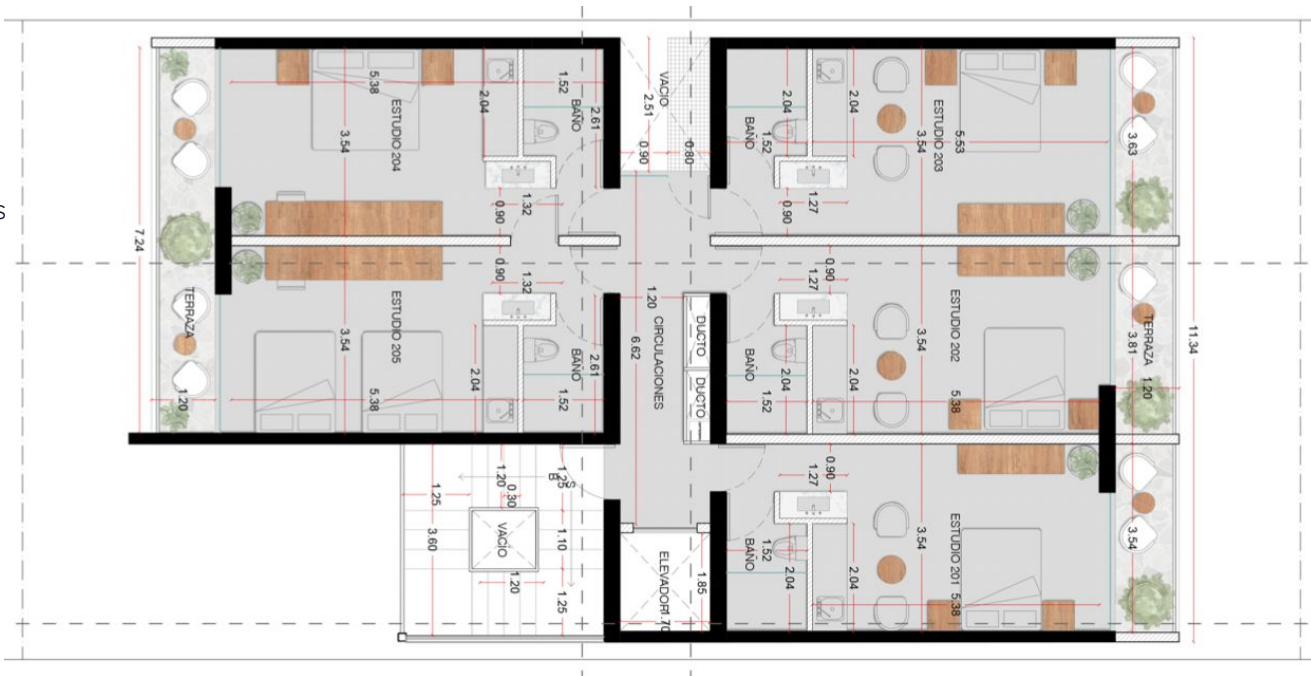 s
7.24
5.38
3.54
ESTUDIO 204
2.04
1.52
BAÑO
2.61
1.32
0.90
VACIO
2.51
0.90
0.80
2.04
BAÑO
1.52
2.04
1.27
0.90
ESTUDIO 203
5.53
3.54
3.63
11.34
TERRAZA
1.20
3.54
ESTUDIO 205
5.38
0.90
1.32
2.04
BAÑO
2.61
1.52
1.20
CIRCULACIONES
6.62
DUCTO
DUCTO
0.90
1.27
BAÑO
2.04
1.52
2.04
ESTUDIO 202
3.54
5.38
TERRAZA
3.81
1.20
1.25
3.60
1.20
0.30
B
S
1.25
VACIO
1.10
1.20
1.25
ELEVADOR
1.85
1.70
0.90
1.27
BAÑO
1.52
2.04
2.04
ESTUDIO 201
3.54
5.38
3.54